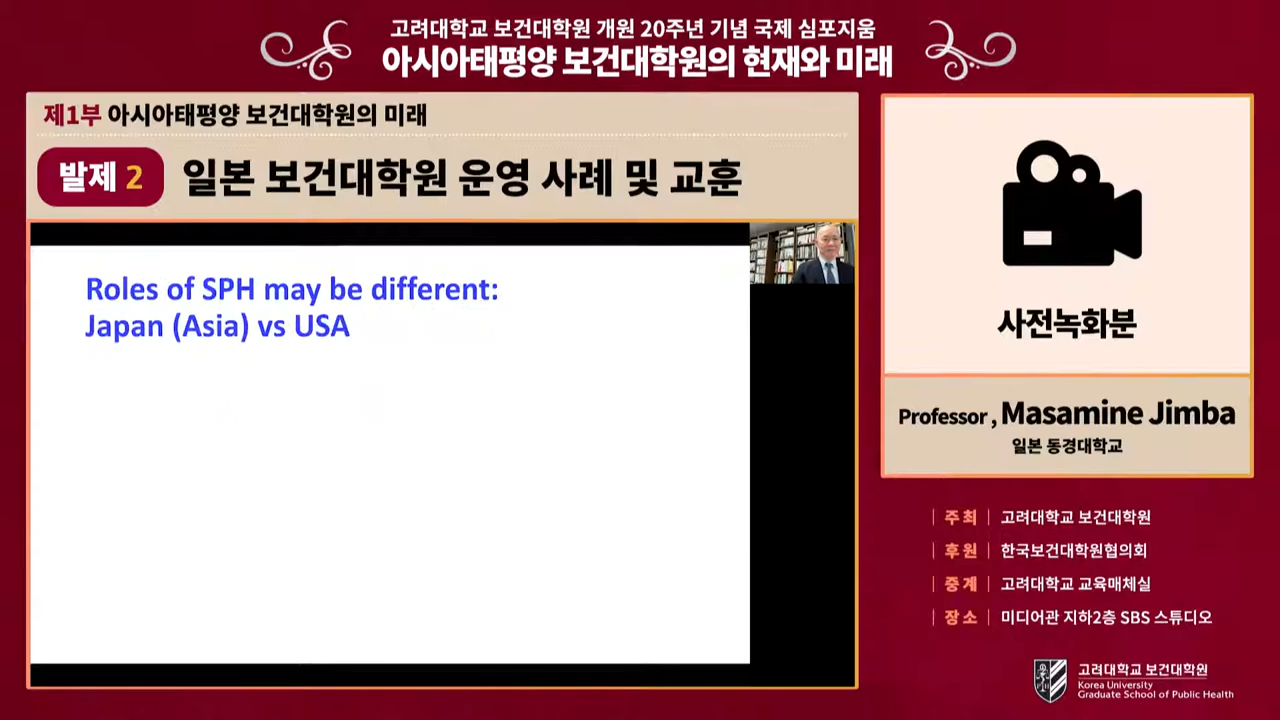 고려대학교 보건대학원 개원 20주년 기념 국제 심포지움
아시아태평양 보건대학원의 현재와 미래
제1부 아시아태평양 보건대학원의 미래
발제 2 일본 보건대학원 운영 사례 및 교훈
Roles of SPH may be different:
Japan (Asia) vs USA
사전녹화분
Professor , Masamine Jimba
일본 동경대학교
| 주 최 | 고려대학교 보건대학원
| 후 원 | 한국보건대학원협의회
| 중 계 | 고려대학교 교육매체실
| 장 소 | 미디어관 지하2층 SBS 스튜디오
고려대학교 보건대학원
Korea University
Graduate School of Public Health